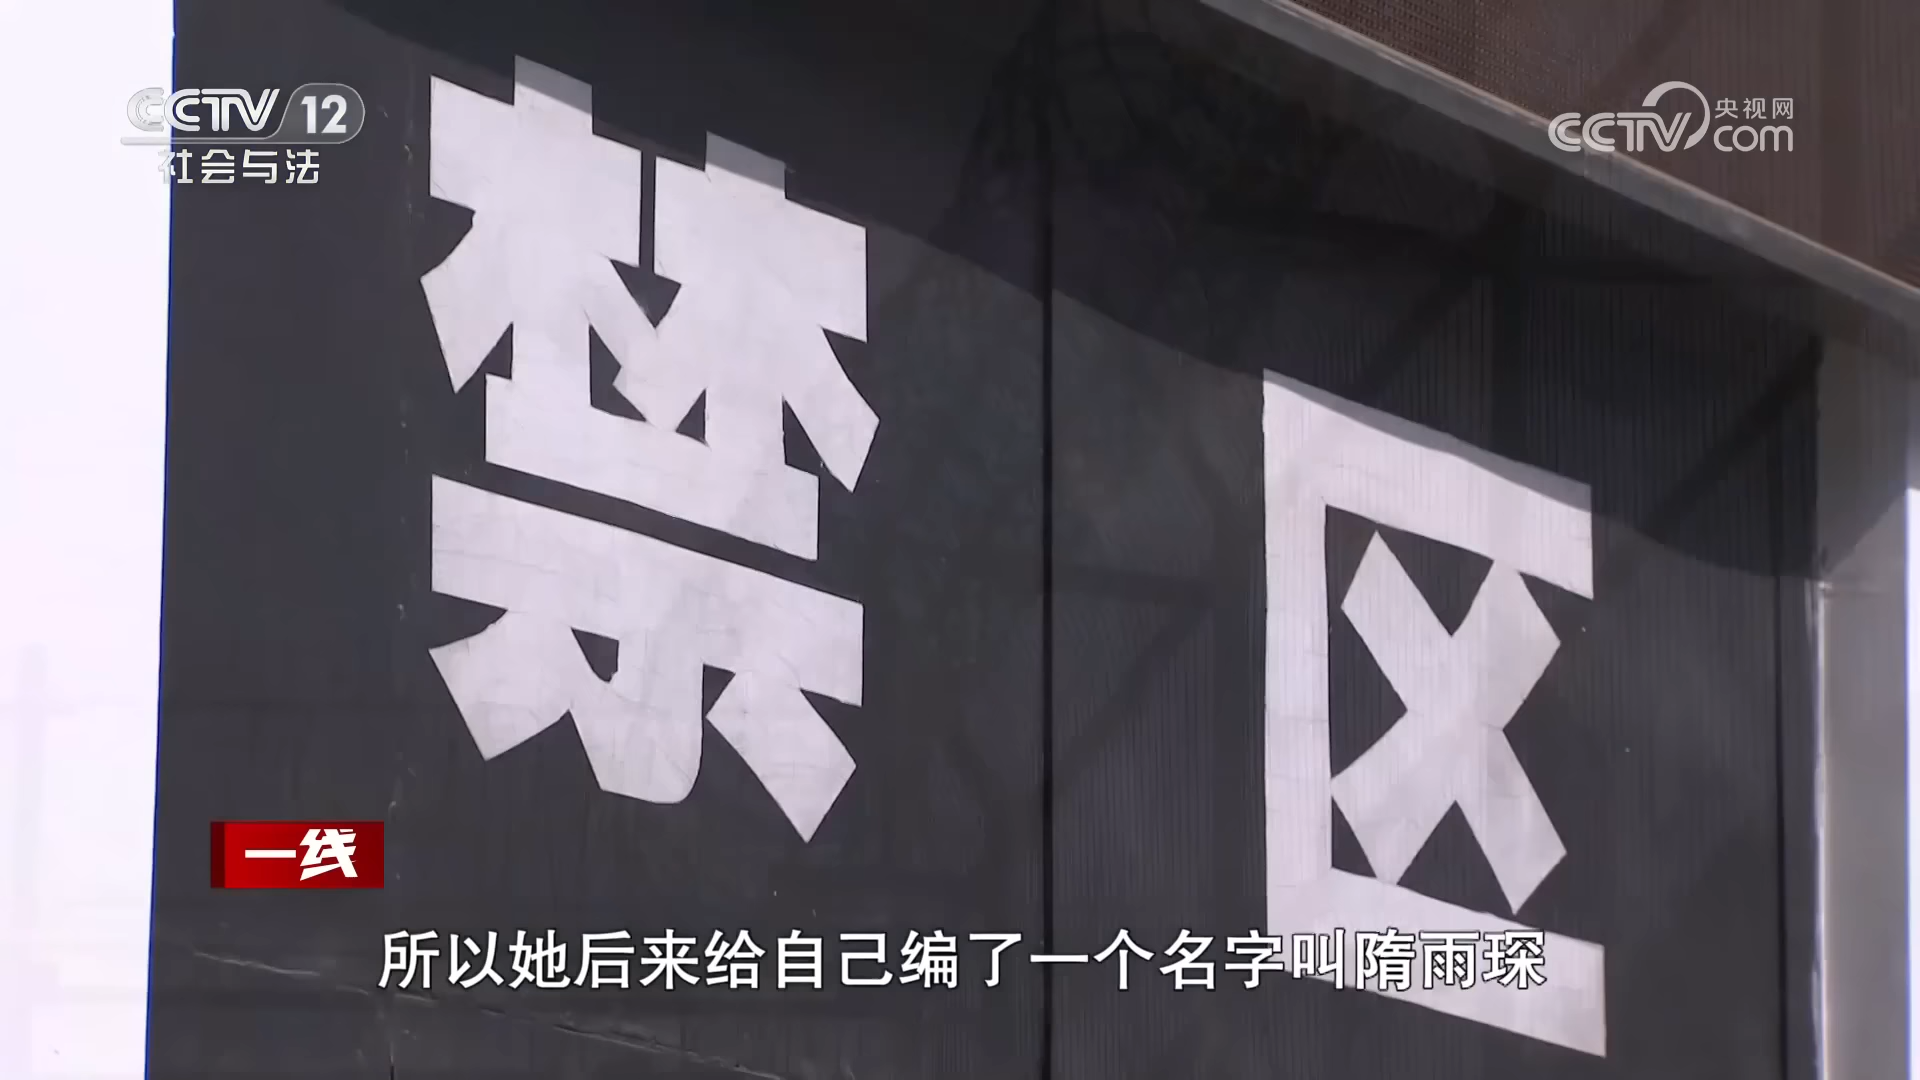 CCTV 12
社会与法
央视网
CCTV.com
禁区
一线
所以她后来给自己编了一个名字叫隋雨琛